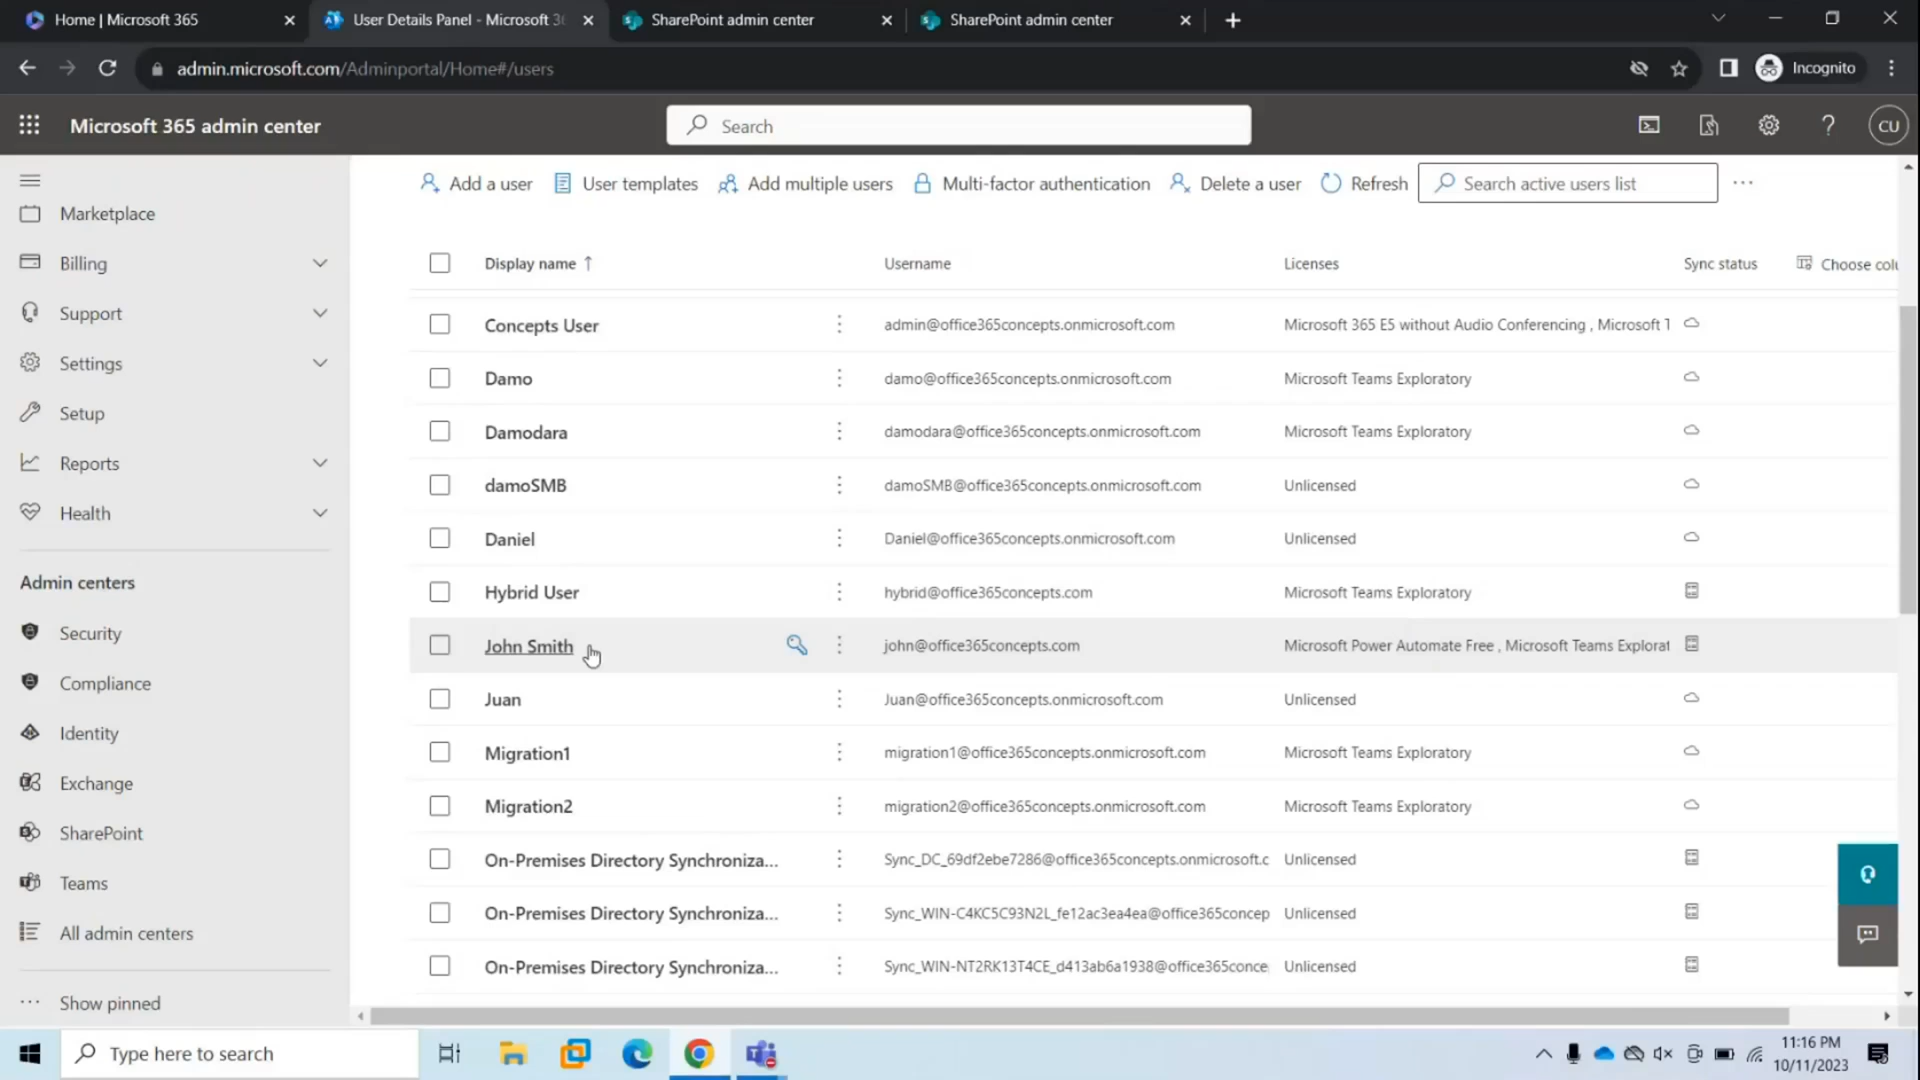 Home | Microsoft 365
User Details Panel - Microsoft 36
SharePoint admin center
SharePoint admin center
admin.microsoft.com/Adminportal/Home#/users
Incognito
Microsoft 365 admin center
Search
CU
Marketplace
Billing
Support
Settings
Setup
Reports
Health
Admin centers
Security
Compliance
Identity
Exchange
SharePoint
Teams
All admin centers
Show pinned
Add a user
User templates
Add multiple users
Multi-factor authentication
Delete a user
Refresh
Search active users list
Display name ↑ Username Licenses Sync status Choose colu
Concepts User admin@office365concepts.onmicrosoft.com Microsoft 365 E5 without Audio Conferencing , Microsoft T
Damo damo@office365concepts.onmicrosoft.com Microsoft Teams Exploratory
Damodara damodara@office365concepts.onmicrosoft.com Microsoft Teams Exploratory
damoSMB damoSMB@office365concepts.onmicrosoft.com Unlicensed
Daniel Daniel@office365concepts.onmicrosoft.com Unlicensed
Hybrid User hybrid@office365concepts.com Microsoft Teams Exploratory
John Smith john@office365concepts.com Microsoft Power Automate Free , Microsoft Teams Explorat
Juan Juan@office365concepts.onmicrosoft.com Unlicensed
Migration1 migration1@office365concepts.onmicrosoft.com Microsoft Teams Exploratory
Migration2 migration2@office365concepts.onmicrosoft.com Microsoft Teams Exploratory
On-Premises Directory Synchroniza... Sync_DC_69df2ebe7286@office365concepts.onmicrosoft.c Unlicensed
On-Premises Directory Synchroniza... Sync_WIN-C4KC5C93N2L_fe12ac3ea4ea@office365concep Unlicensed
On-Premises Directory Synchroniza... Sync_WIN-NT2RK13T4CE_d413ab6a1938@office365conce Unlicensed
Type here to search
11:16 PM
10/11/2023